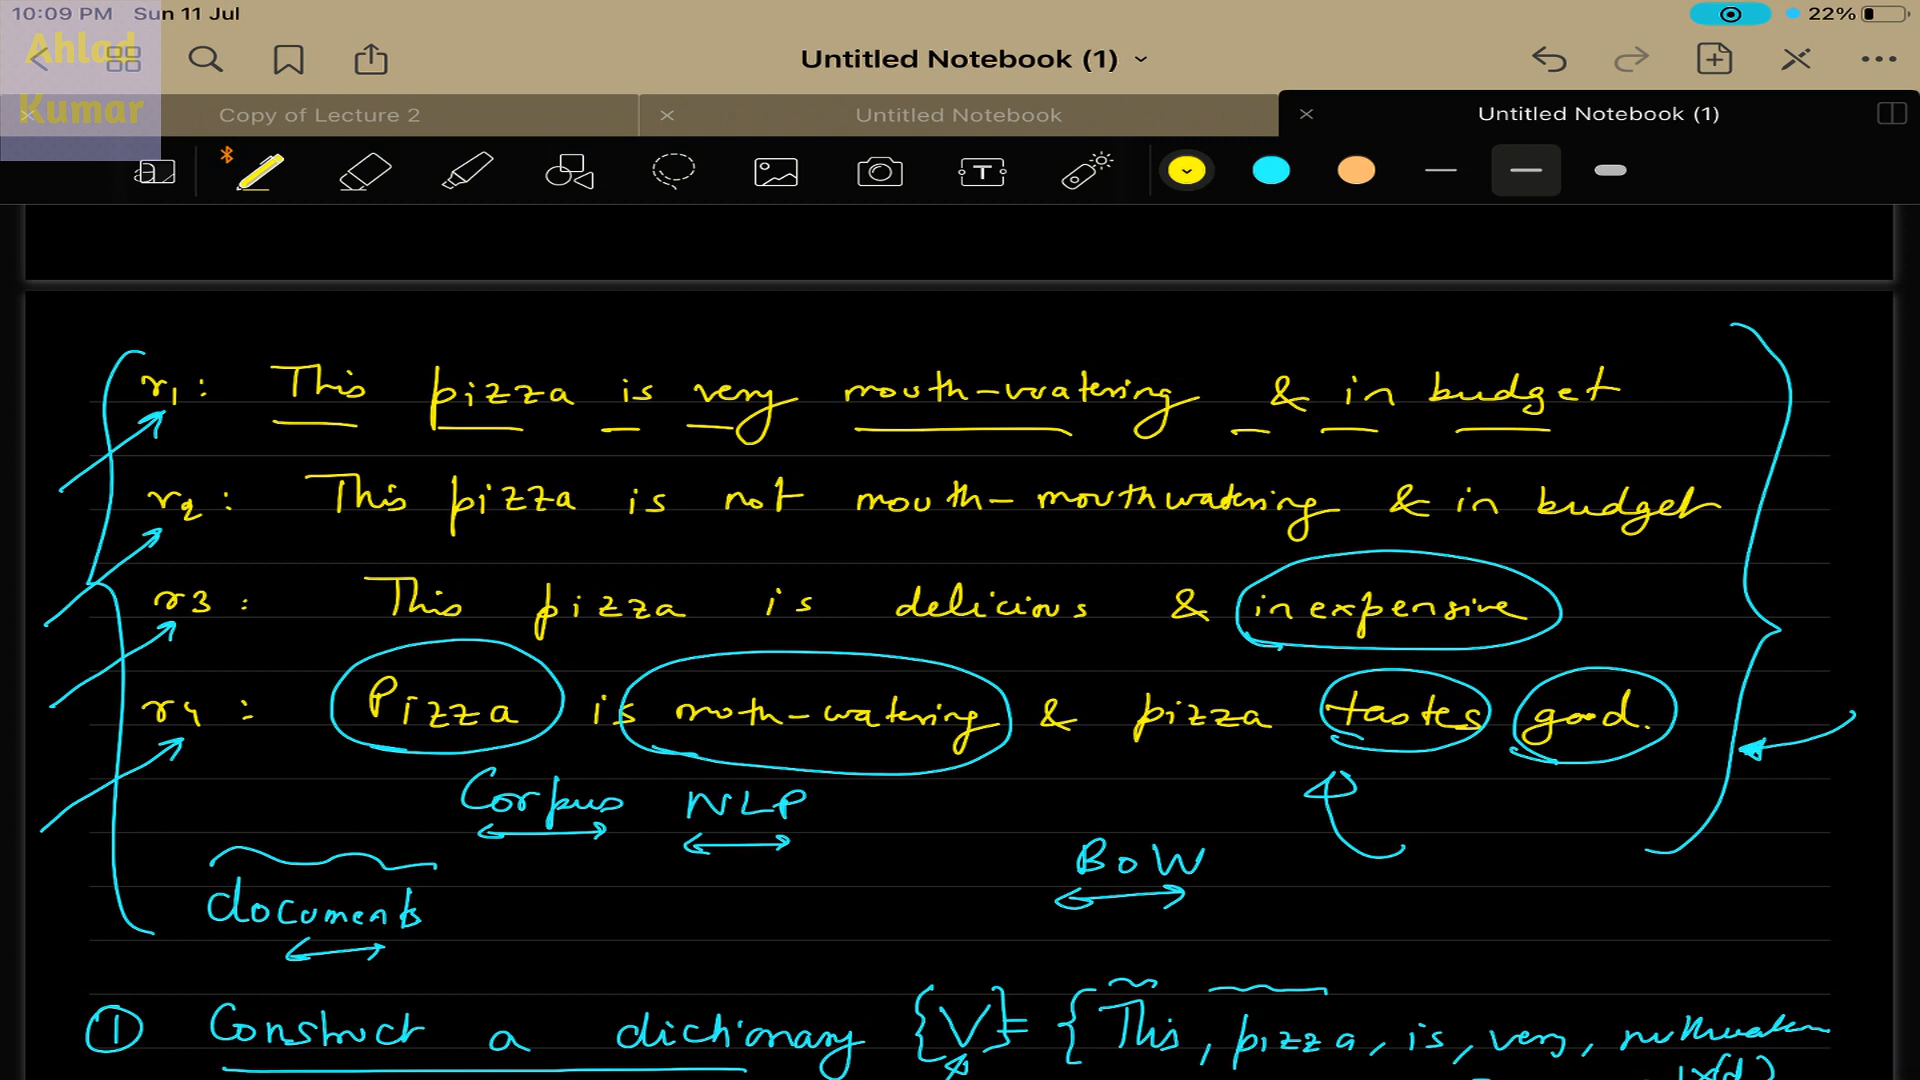 10:09 PM Sun 11 Jul 22%
Ahlad
Kumar
Untitled Notebook (1)
Copy of Lecture 2 Untitled Notebook Untitled Notebook (1)
T
r1: This pizza is very mouth-watering & in budget
r2: This pizza is not mouth-mouthwatering & in budget
r3: This pizza is delicious & inexpensive
r4: Pizza is moth-watering & pizza tastes good.
Corpus NLP
BoW
documents
① Construct a dictionary {V} = {This, pizza, is, very,